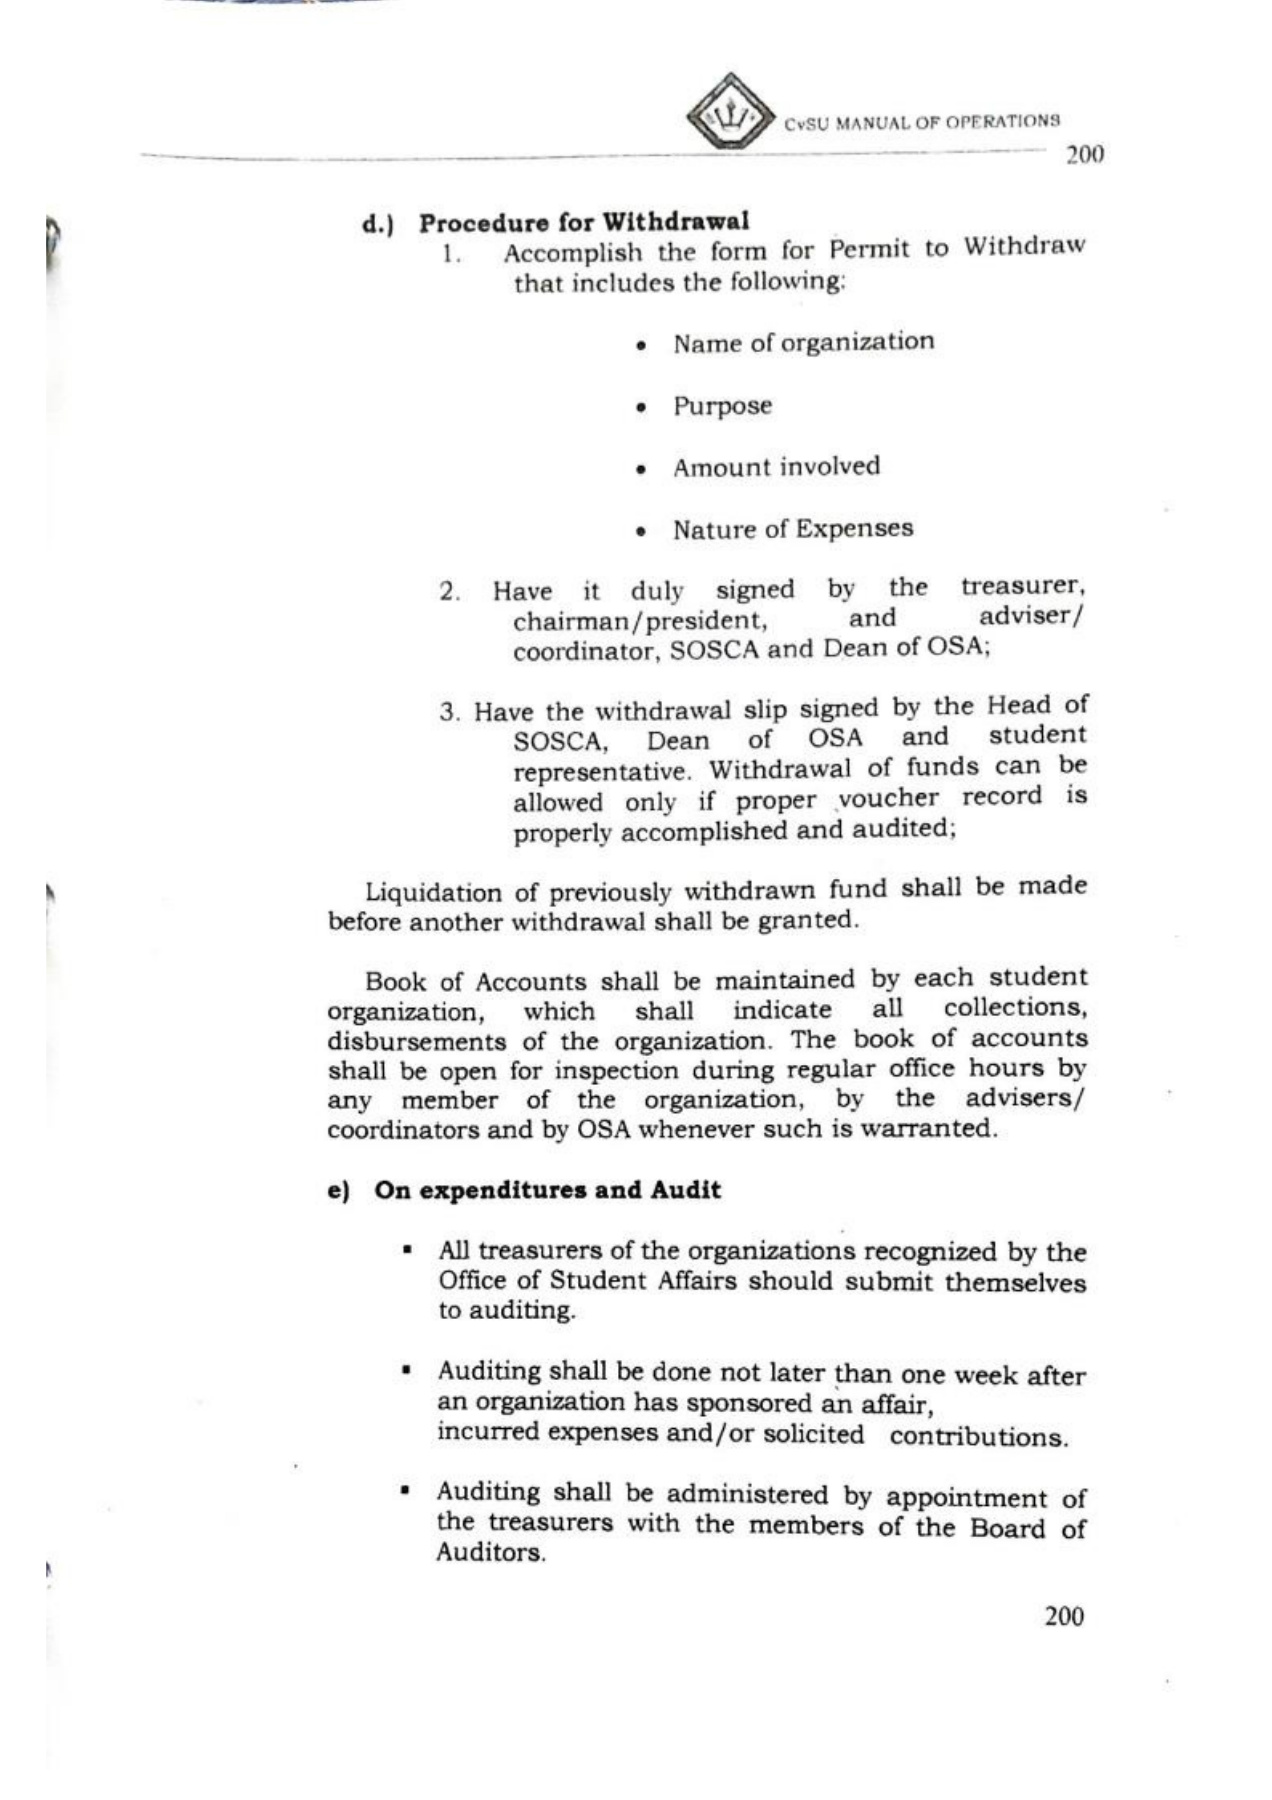 CvSU MANUAL OF OPERATIONS
200
d.) Procedure for Withdrawal
1. Accomplish the form for Permit to Withdraw
that includes the following:
• Name of organization
• Purpose
• Amount involved
• Nature of Expenses
2. Have it duly signed by the treasurer,
chairman/president, and adviser/
coordinator, SOSCA and Dean of OSA;
3. Have the withdrawal slip signed by the Head of
SOSCA, Dean of OSA and student
representative. Withdrawal of funds can be
allowed only if proper voucher record is
properly accomplished and audited;
Liquidation of previously withdrawn fund shall be made
before another withdrawal shall be granted.
Book of Accounts shall be maintained by each student
organization, which shall indicate all collections,
disbursements of the organization. The book of accounts
shall be open for inspection during regular office hours by
any member of the organization, by the advisers/
coordinators and by OSA whenever such is warranted.
e) On expenditures and Audit
▪ All treasurers of the organizations recognized by the
Office of Student Affairs should submit themselves
to auditing.
▪ Auditing shall be done not later than one week after
an organization has sponsored an affair,
incurred expenses and/or solicited contributions.
▪ Auditing shall be administered by appointment of
the treasurers with the members of the Board of
Auditors.
200